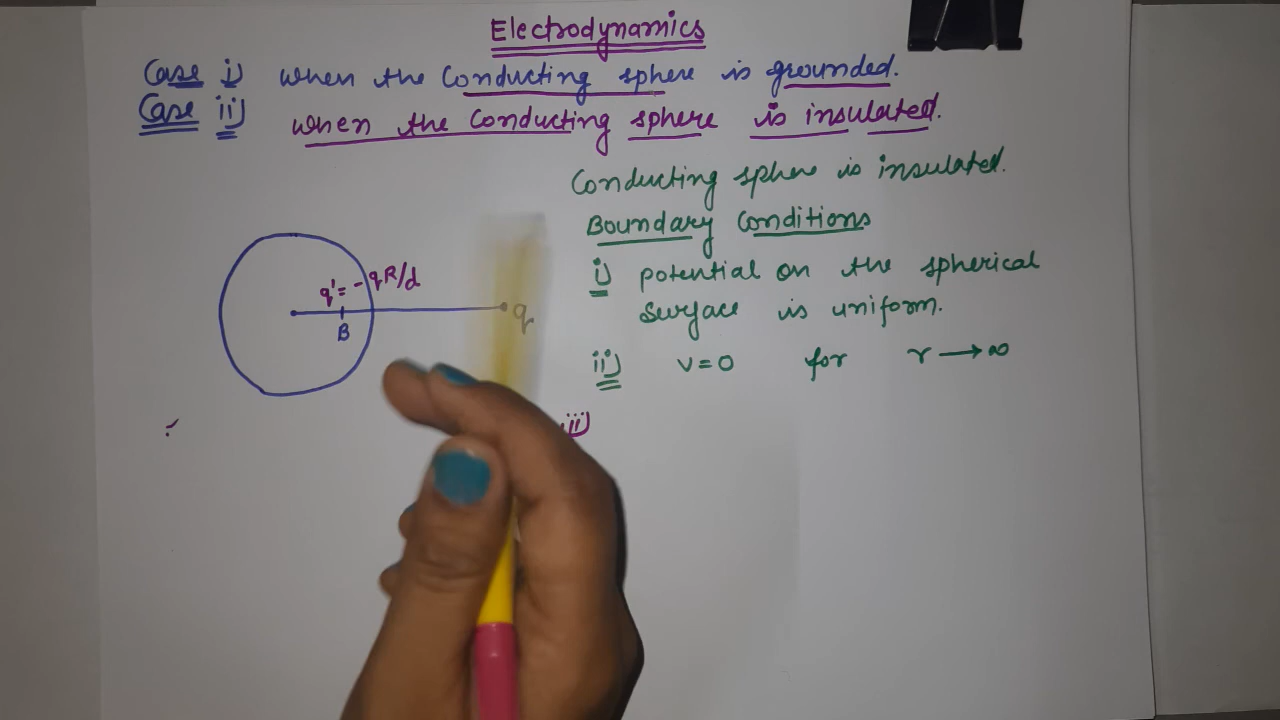 Electrodynamics
Case i) when the conducting sphere is grounded.
Case ii) when the conducting sphere is insulated.
Conducting sphere is insulated.
Boundary Conditions
i) potential on the spherical
surface is uniform.
ii) V=0 for r → ∞
iii)
q' = -qR/d
B
q